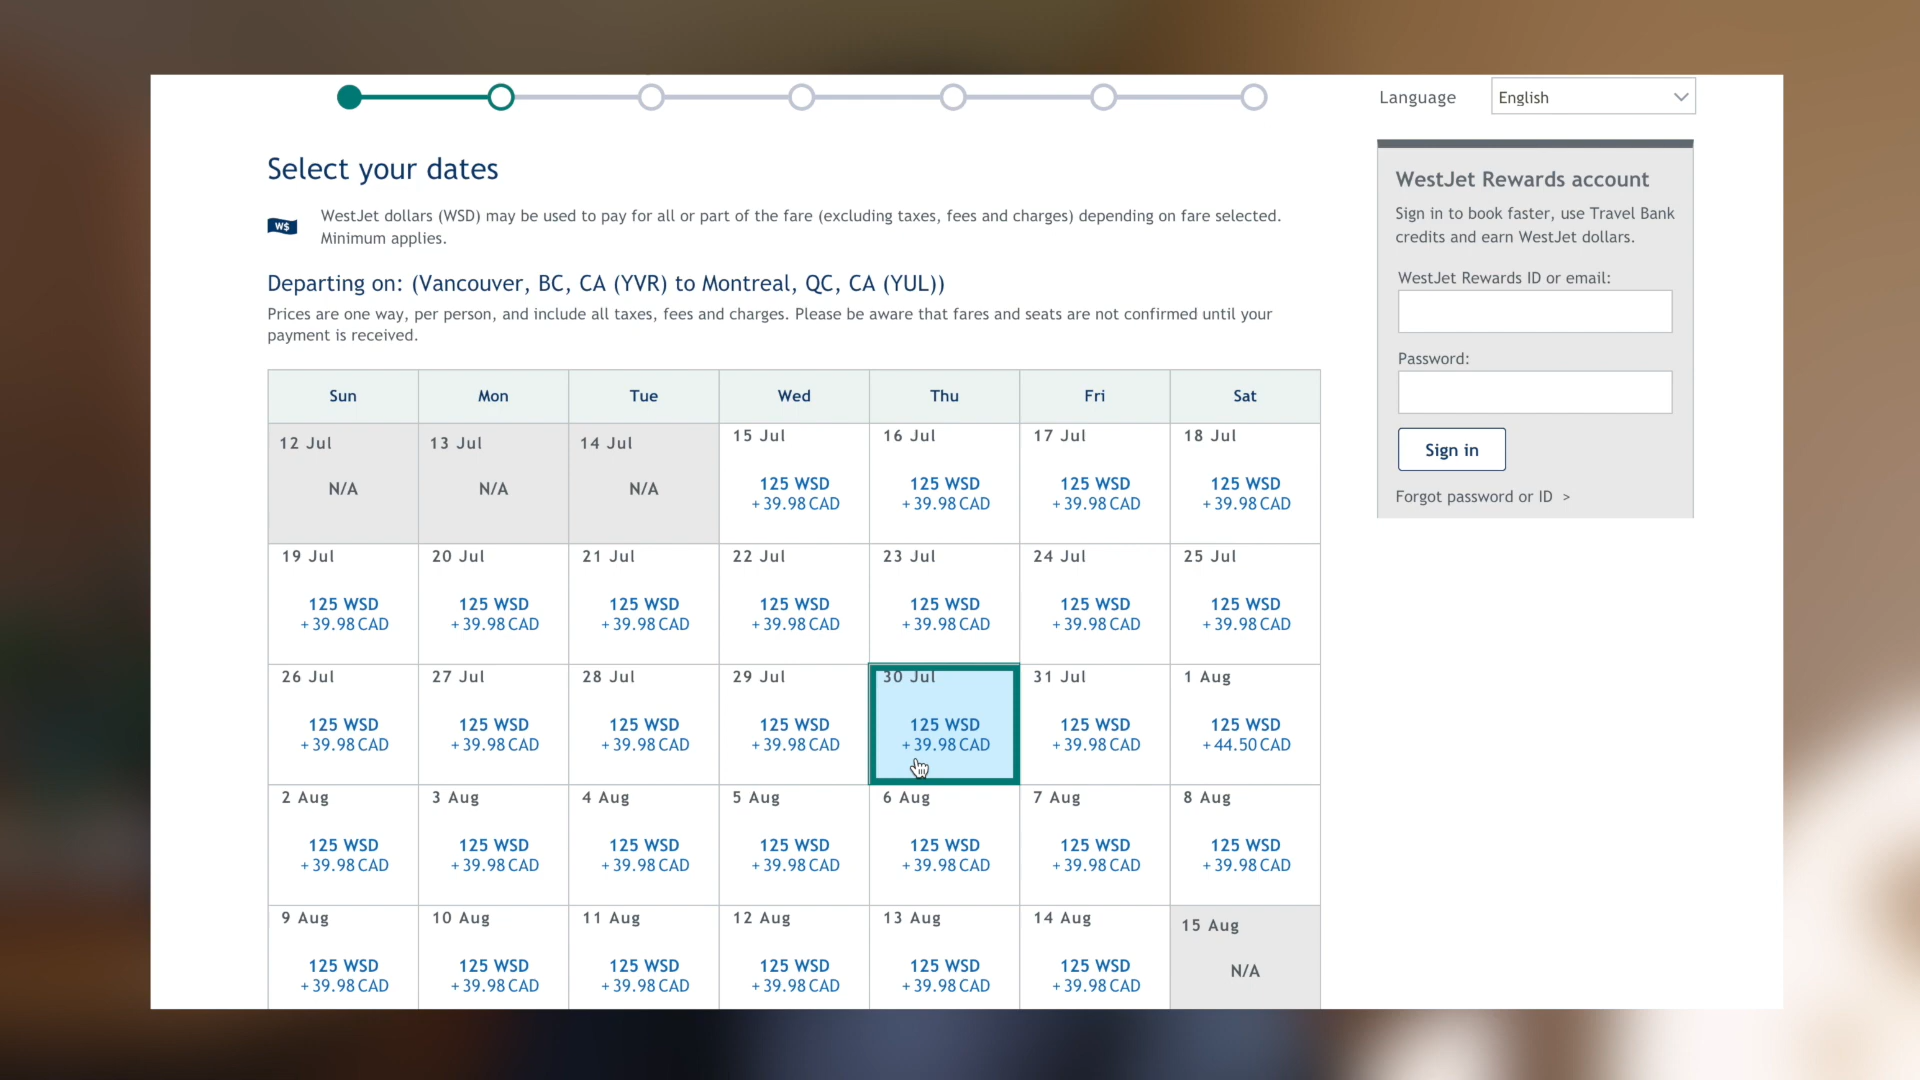 Language English
Select your dates
W$
WestJet dollars (WSD) may be used to pay for all or part of the fare (excluding taxes, fees and charges) depending on fare selected.
Minimum applies.
Departing on: (Vancouver, BC, CA (YVR) to Montreal, QC, CA (YUL))
Prices are one way, per person, and include all taxes, fees and charges. Please be aware that fares and seats are not confirmed until your
payment is received.
Sun Mon Tue Wed Thu Fri Sat
12 Jul 13 Jul 14 Jul 15 Jul 16 Jul 17 Jul 18 Jul
N/A N/A N/A 125 WSD 125 WSD 125 WSD 125 WSD
+39.98 CAD +39.98 CAD +39.98 CAD +39.98 CAD
19 Jul 20 Jul 21 Jul 22 Jul 23 Jul 24 Jul 25 Jul
125 WSD 125 WSD 125 WSD 125 WSD 125 WSD 125 WSD 125 WSD
+39.98 CAD +39.98 CAD +39.98 CAD +39.98 CAD +39.98 CAD +39.98 CAD +39.98 CAD
26 Jul 27 Jul 28 Jul 29 Jul 30 Jul 31 Jul 1 Aug
125 WSD 125 WSD 125 WSD 125 WSD 125 WSD 125 WSD 125 WSD
+39.98 CAD +39.98 CAD +39.98 CAD +39.98 CAD +39.98 CAD +39.98 CAD +44.50 CAD
2 Aug 3 Aug 4 Aug 5 Aug 6 Aug 7 Aug 8 Aug
125 WSD 125 WSD 125 WSD 125 WSD 125 WSD 125 WSD 125 WSD
+39.98 CAD +39.98 CAD +39.98 CAD +39.98 CAD +39.98 CAD +39.98 CAD +39.98 CAD
9 Aug 10 Aug 11 Aug 12 Aug 13 Aug 14 Aug 15 Aug
125 WSD 125 WSD 125 WSD 125 WSD 125 WSD 125 WSD N/A
+39.98 CAD +39.98 CAD +39.98 CAD +39.98 CAD +39.98 CAD +39.98 CAD
WestJet Rewards account
Sign in to book faster, use Travel Bank
credits and earn WestJet dollars.
WestJet Rewards ID or email:
Password:
Sign in
Forgot password or ID >